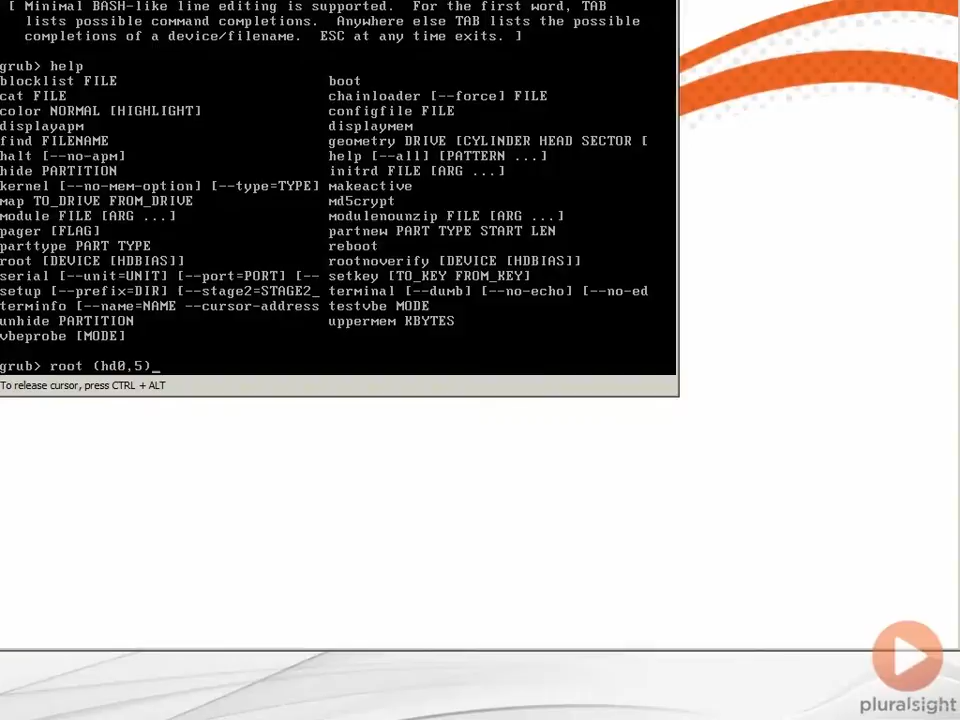 [ Minimal BASH-like line editing is supported.  For the first word, TAB
lists possible command completions.  Anywhere else TAB lists the possible
completions of a device/filename.  ESC at any time exits. ]
grub> help
blocklist FILE boot
cat FILE chainloader [--force] FILE
color NORMAL [HIGHLIGHT] configfile FILE
displayapm displaymem
find FILENAME geometry DRIVE [CYLINDER HEAD SECTOR [
halt [--no-apm] help [--all] [PATTERN ...]
hide PARTITION initrd FILE [ARG ...]
kernel [--no-mem-option] [--type=TYPE] makeactive
map TO_DRIVE FROM_DRIVE md5crypt
module FILE [ARG ...] modulenounzip FILE [ARG ...]
pager [FLAG] partnew PART TYPE START LEN
parttype PART TYPE reboot
root [DEVICE [HDBIAS]] rootnoverify [DEVICE [HDBIAS]]
serial [--unit=UNIT] [--port=PORT] [-- setkey [TO_KEY FROM_KEY]
setup [--prefix=DIR] [--stage2=STAGE2_ terminal [--dumb] [--no-echo] [--no-ed
terminfo [--name=NAME --cursor-address testvbe MODE
unhide PARTITION uppermem KBYTES
vbeprobe [MODE]
grub> root (hd0,5)_
To release cursor, press CTRL + ALT
pluralsight